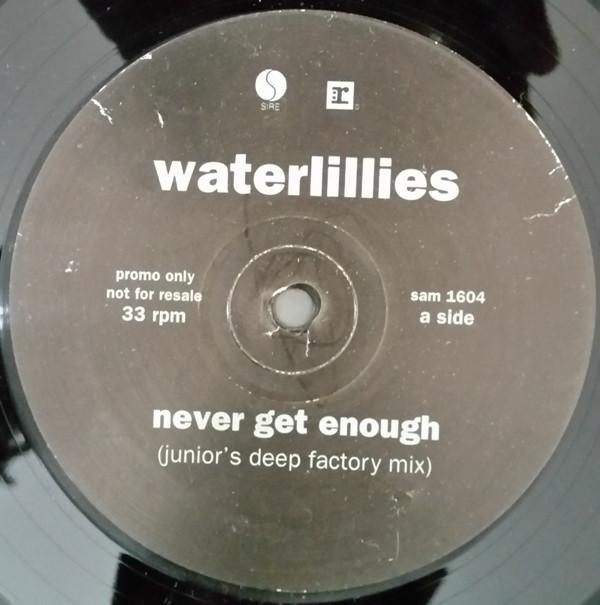 SIRE
r
waterlillies
promo only
not for resale
33 rpm
sam 1604
a side
never get enough
(junior's deep factory mix)